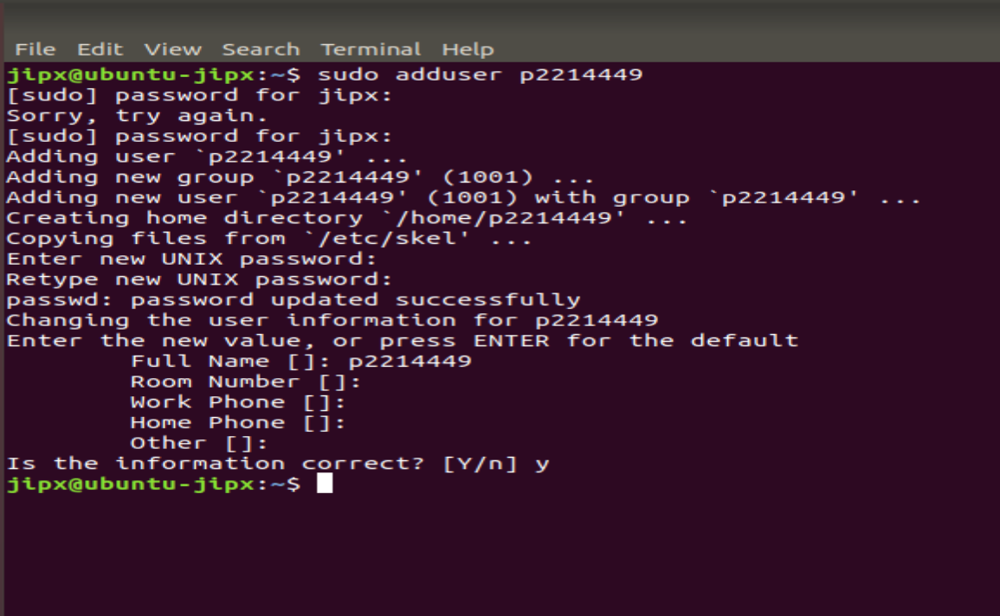 File Edit View Search Terminal Help
jipx@ubuntu-jipx:~$ sudo adduser p2214449
[sudo] password for jipx:
Sorry, try again.
[sudo] password for jipx:
Adding user `p2214449' ...
Adding new group `p2214449' (1001) ...
Adding new user `p2214449' (1001) with group `p2214449' ...
Creating home directory `/home/p2214449' ...
Copying files from `/etc/skel' ...
Enter new UNIX password:
Retype new UNIX password:
passwd: password updated successfully
Changing the user information for p2214449
Enter the new value, or press ENTER for the default
        Full Name []: p2214449
        Room Number []:
        Work Phone []:
        Home Phone []:
        Other []:
Is the information correct? [Y/n] y
jipx@ubuntu-jipx:~$